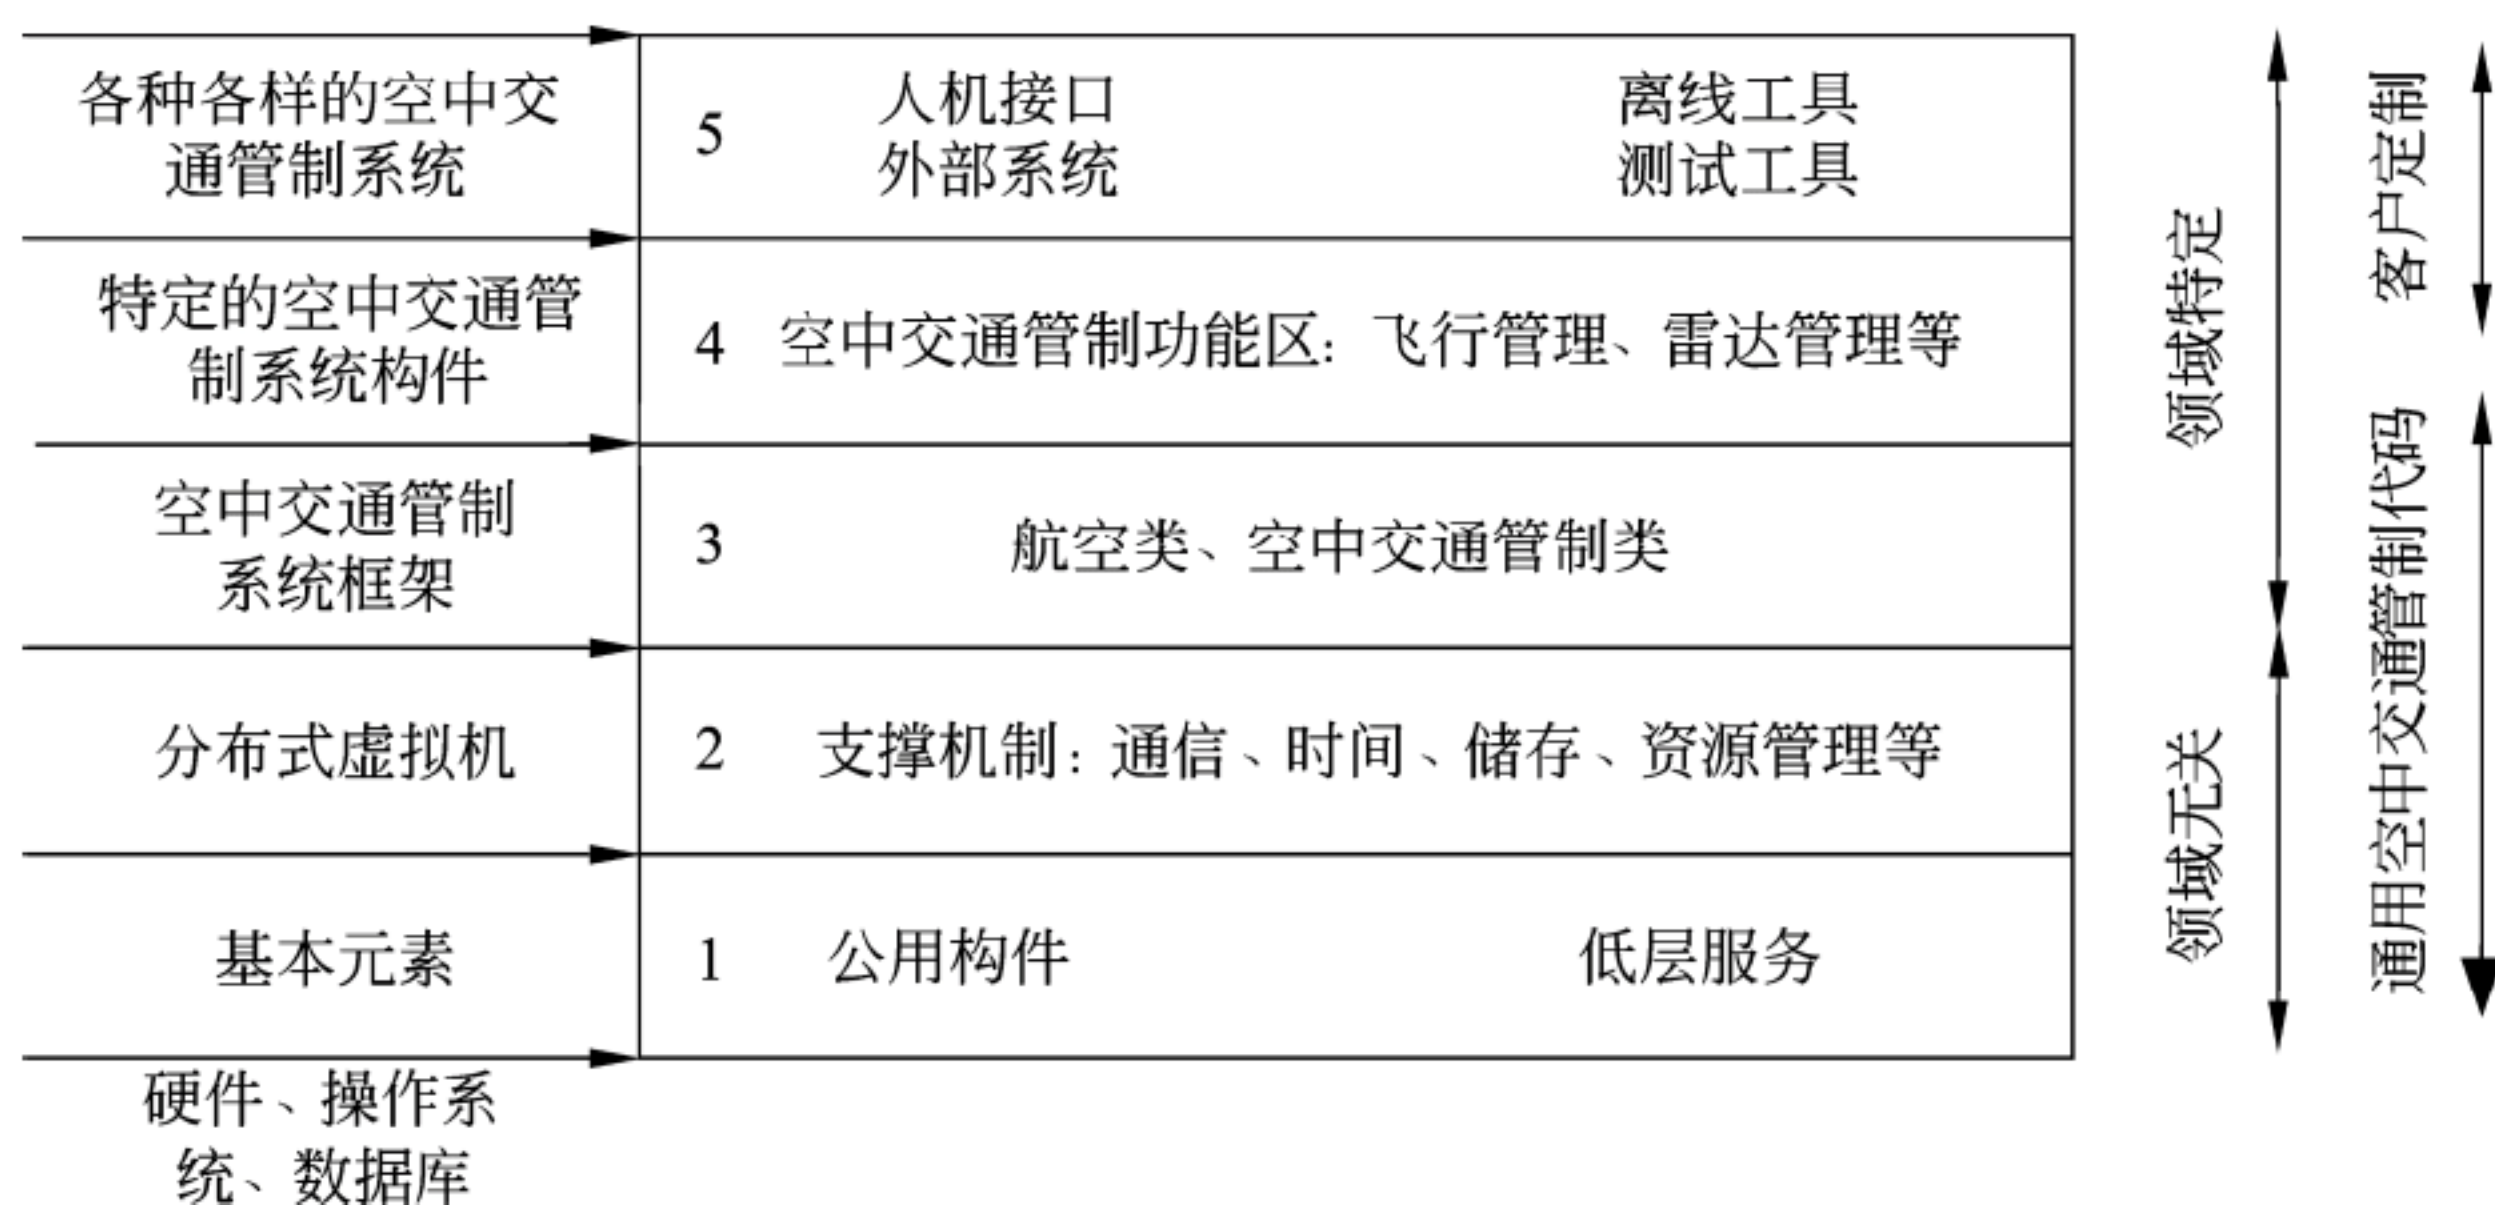 各种各样的空中交
通管制系统
5
人机接口
外部系统
离线工具
测试工具
特定的空中交通管
制系统构件
4
空中交通管制功能区：飞行管理、雷达管理等
空中交通管制
系统框架
3
航空类、空中交通管制类
分布式虚拟机
2
支撑机制：通信、时间、储存、资源管理等
基本元素
1
公用构件
低层服务
硬件、操作系
统、数据库
领域特定
领域无关
客户定制
通用空中交通管制代码